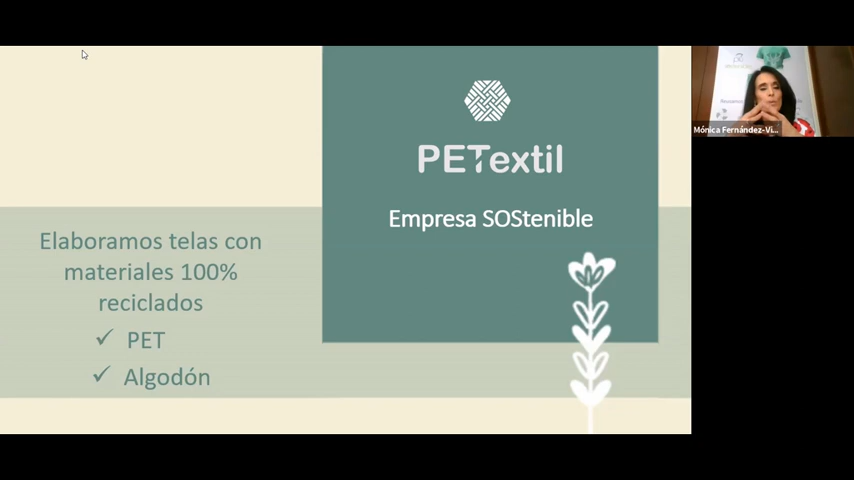 PETextil
Empresa SOStenible
Elaboramos telas con
materiales 100%
reciclados
✓ PET
✓ Algodón
Mónica Fernández-Vi...